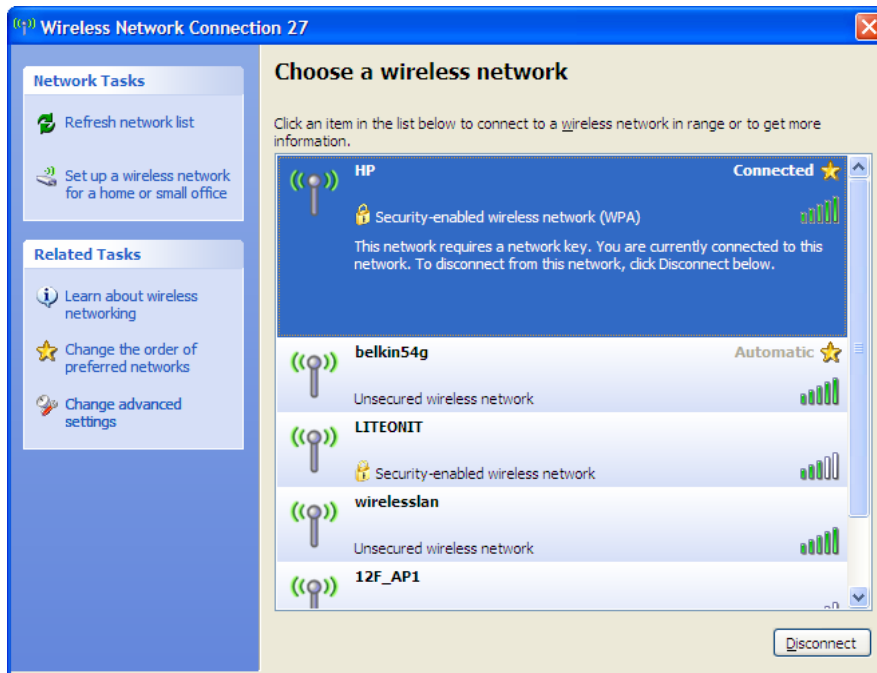 Wireless Network Connection 27
Network Tasks
Refresh network list
Set up a wireless network
for a home or small office
Related Tasks
Learn about wireless
networking
Change the order of
preferred networks
Change advanced
settings
Choose a wireless network
Click an item in the list below to connect to a wireless network in range or to get more
information.
HP Connected
Security-enabled wireless network (WPA)
This network requires a network key. You are currently connected to this
network. To disconnect from this network, click Disconnect below.
belkin54g Automatic
Unsecured wireless network
LITEONIT
Security-enabled wireless network
wirelesslan
Unsecured wireless network
12F_AP1
Disconnect